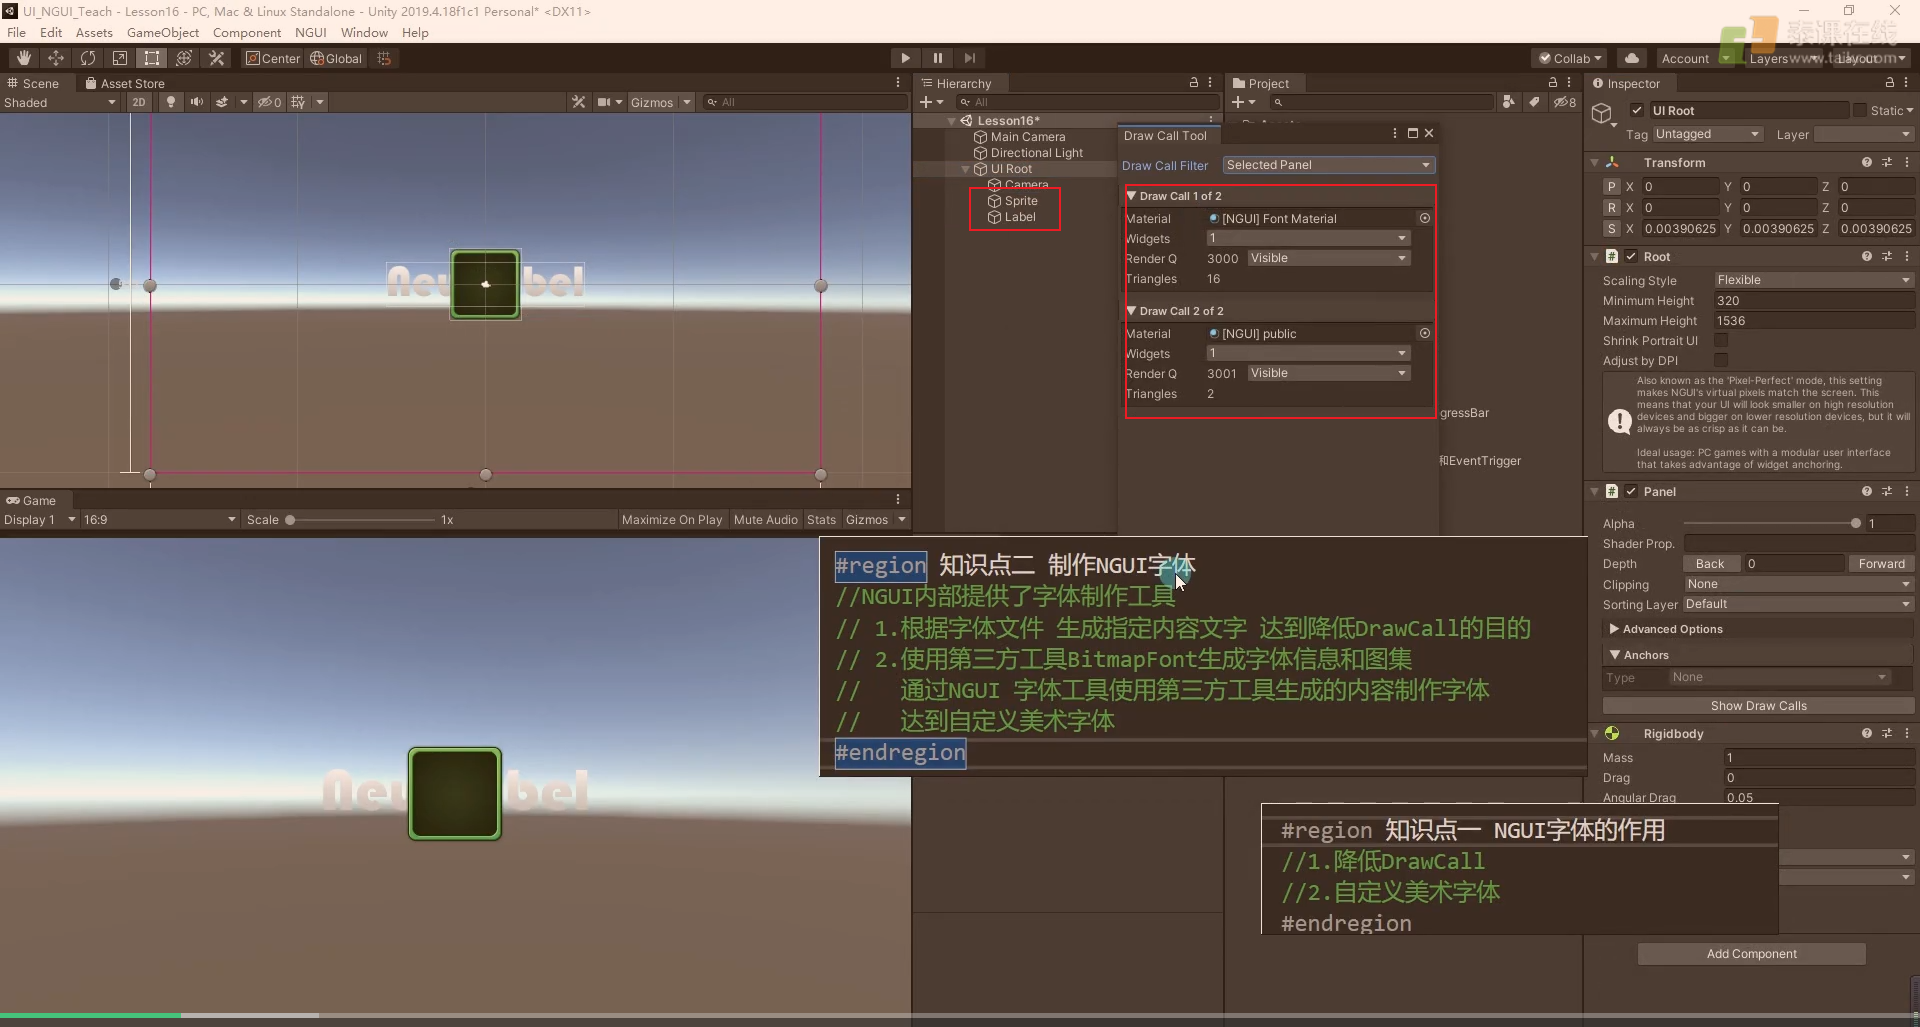 UI_NGUI_Teach - Lesson16 - PC, Mac & Linux Standalone - Unity 2019.4.18f1c1 Personal* <DX11>
File Edit Assets GameObject Component NGUI Window Help
泰课在线
www.taik
Center Global
Collab Account Layers Layout
Scene Asset Store
Shaded 2D 0 Gizmos All
Hierarchy
All
Lesson16*
Main Camera
Directional Light
UI Root
Camera
Sprite
Label
Project
8
Draw Call Tool
Draw Call Filter Selected Panel
Draw Call 1 of 2
Material [NGUI] Font Material
Widgets 1
Render Q 3000 Visible
Triangles 16
Draw Call 2 of 2
Material [NGUI] public
Widgets 1
Render Q 3001 Visible
Triangles 2
gressBar
和EventTrigger
Inspector
UI Root Static
Tag Untagged Layer
Transform
P X 0 Y 0 Z 0
R X 0 Y 0 Z 0
S X 0.00390625 Y 0.00390625 Z 0.00390625
Root
Scaling Style Flexible
Minimum Height 320
Maximum Height 1536
Shrink Portrait UI
Adjust by DPI
Also known as the 'Pixel-Perfect' mode, this setting
makes NGUI's virtual pixels match the screen. This
means that your UI will look smaller on high resolution
devices and bigger on lower resolution devices, but it will
always be as crisp as it can be.
Ideal usage: PC games with a modular user interface
that takes advantage of widget anchoring.
Panel
Alpha 1
Shader Prop.
Depth Back 0 Forward
Clipping None
Sorting Layer Default
Advanced Options
Anchors
Type None
Show Draw Calls
Rigidbody
Mass 1
Drag 0
Angular Drag 0.05
Add Component
New bel
Game
Display 1 16:9 Scale 1x Maximize On Play Mute Audio Stats Gizmos
New bel
#region 知识点二 制作NGUI字体
//NGUI内部提供了字体制作工具
// 1.根据字体文件 生成指定内容文字 达到降低DrawCall的目的
// 2.使用第三方工具BitmapFont生成字体信息和图集
// 通过NGUI 字体工具使用第三方工具生成的内容制作字体
// 达到自定义美术字体
#endregion
#region 知识点一 NGUI字体的作用
//1.降低DrawCall
//2.自定义美术字体
#endregion